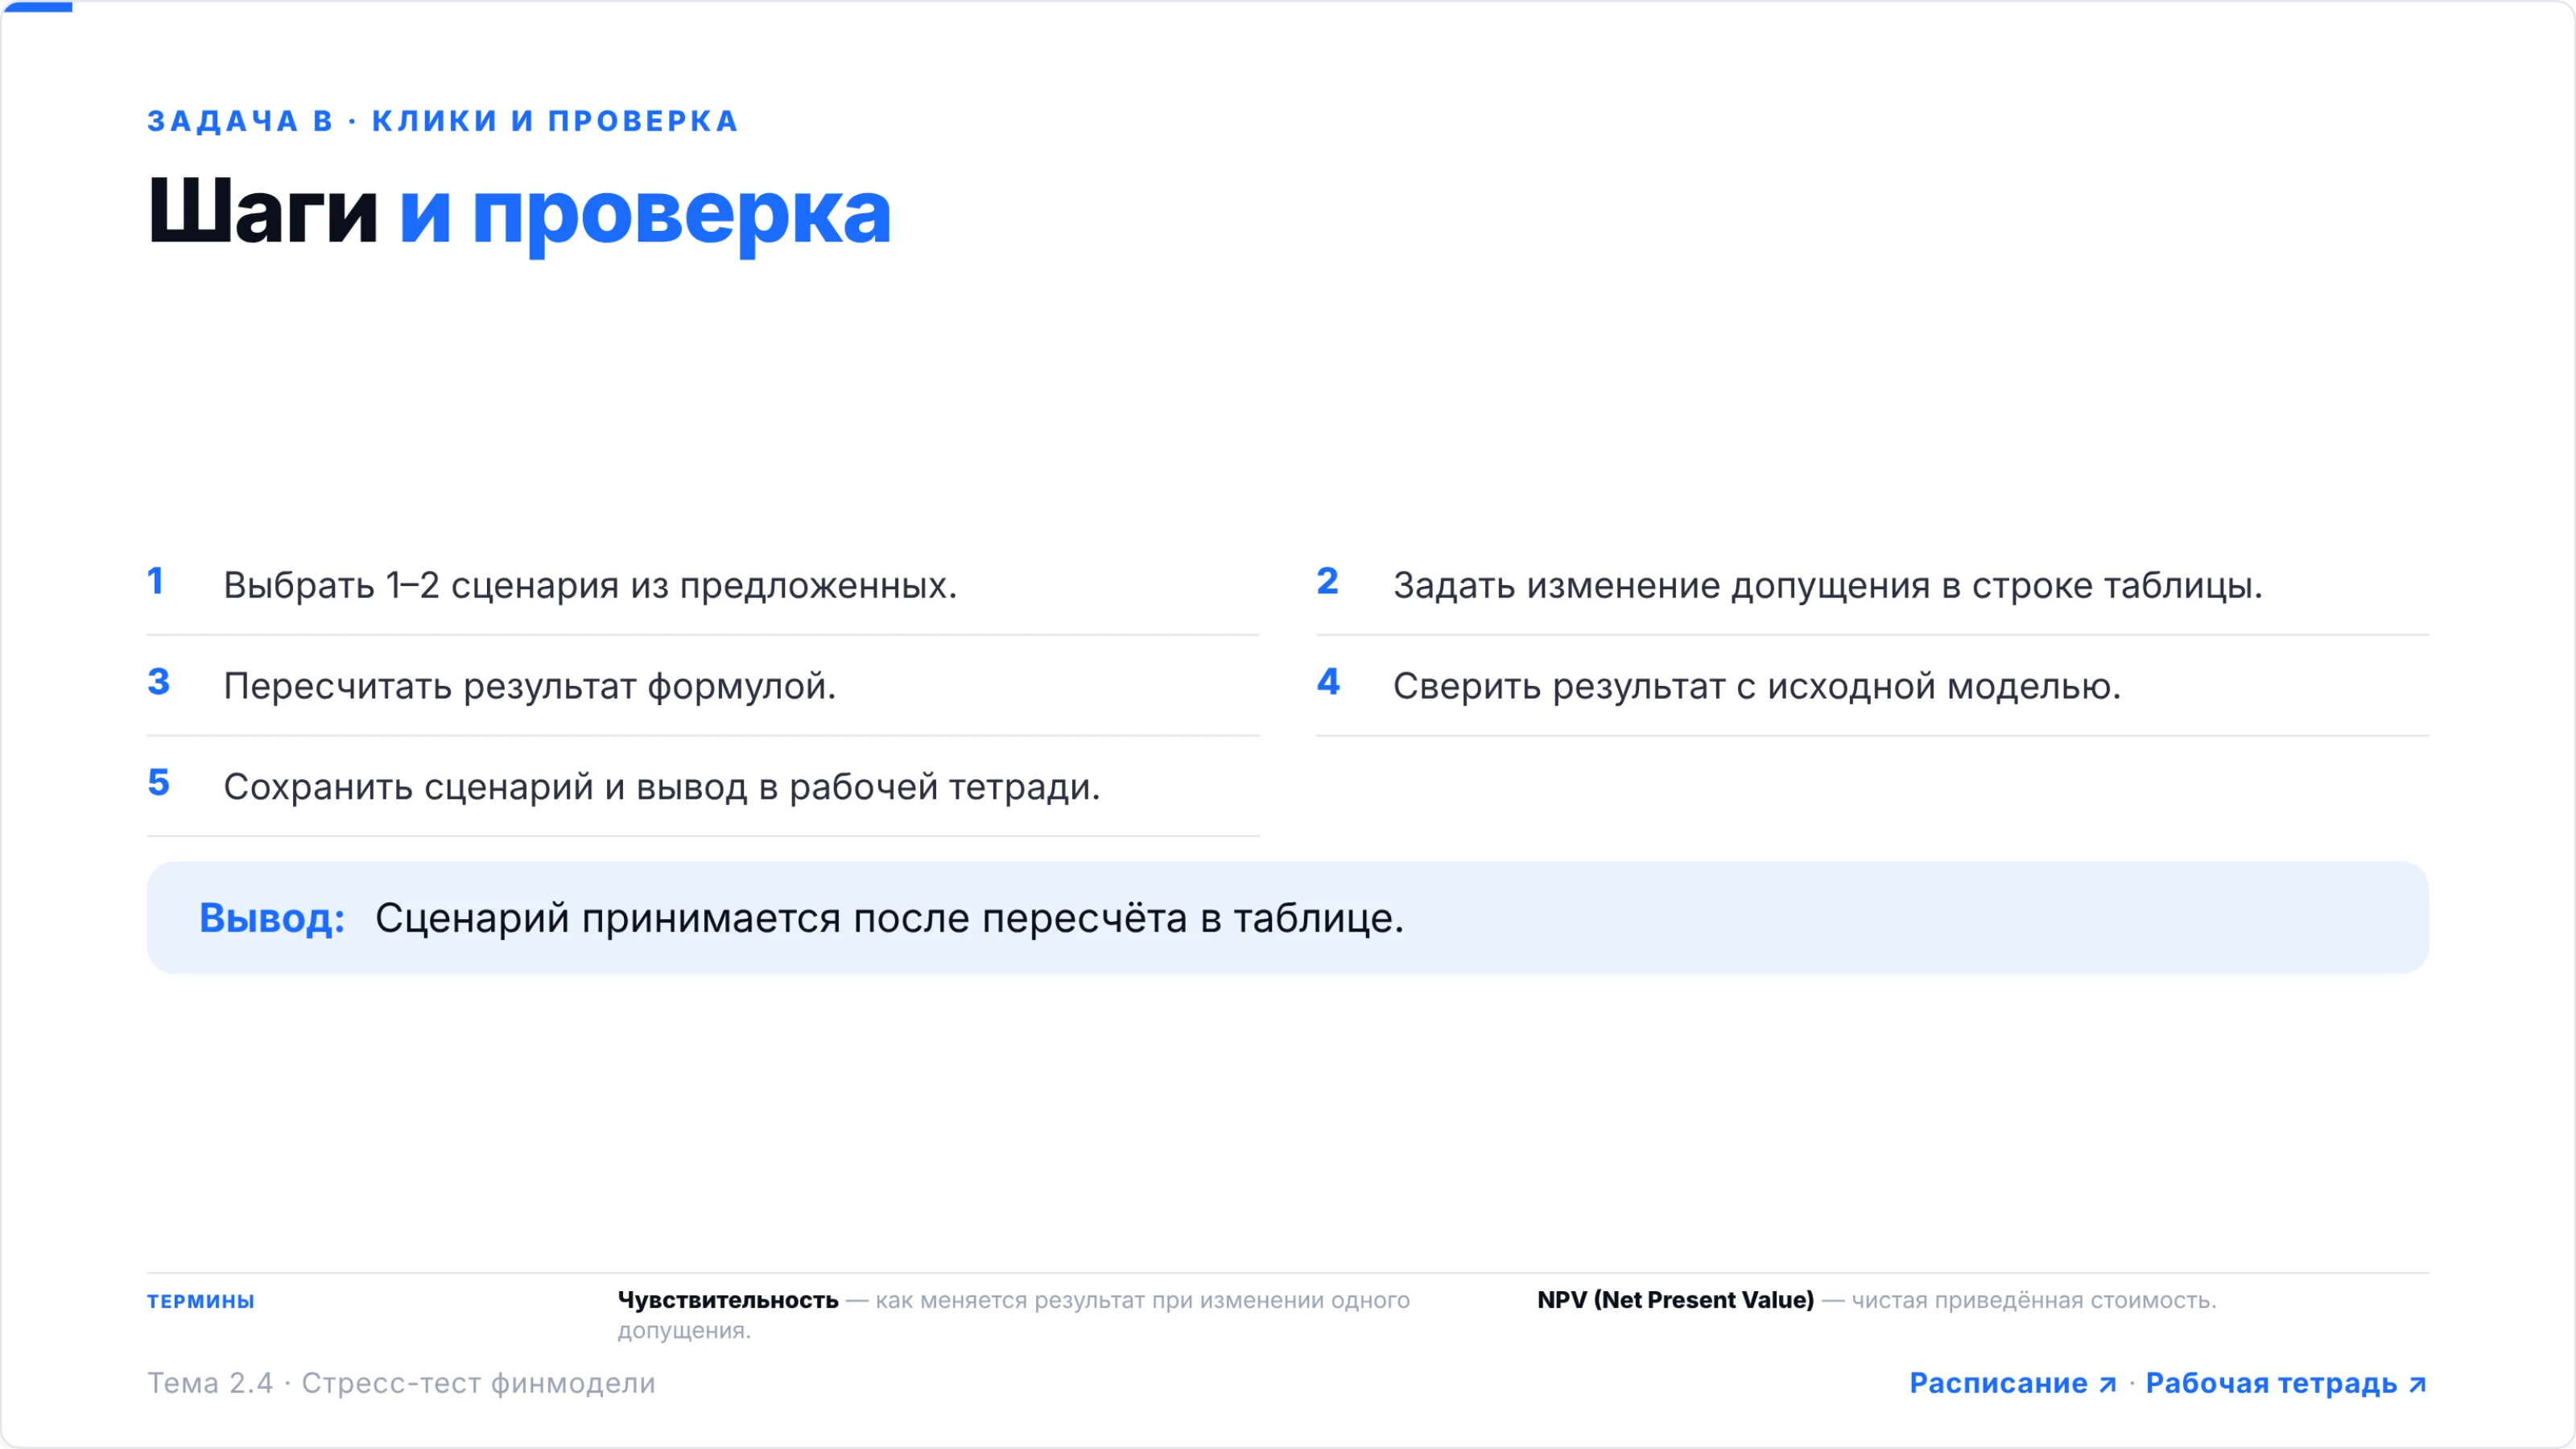 ЗАДАЧА В · КЛИКИ И ПРОВЕРКА
Шаги и проверка
1 Выбрать 1–2 сценария из предложенных.
2 Задать изменение допущения в строке таблицы.
3 Пересчитать результат формулой.
4 Сверить результат с исходной моделью.
5 Сохранить сценарий и вывод в рабочей тетради.
Вывод: Сценарий принимается после пересчёта в таблице.
ТЕРМИНЫ
Чувствительность — как меняется результат при изменении одного
допущения.
NPV (Net Present Value) — чистая приведённая стоимость.
Тема 2.4 · Стресс-тест финмодели
Расписание ↗ · Рабочая тетрадь ↗